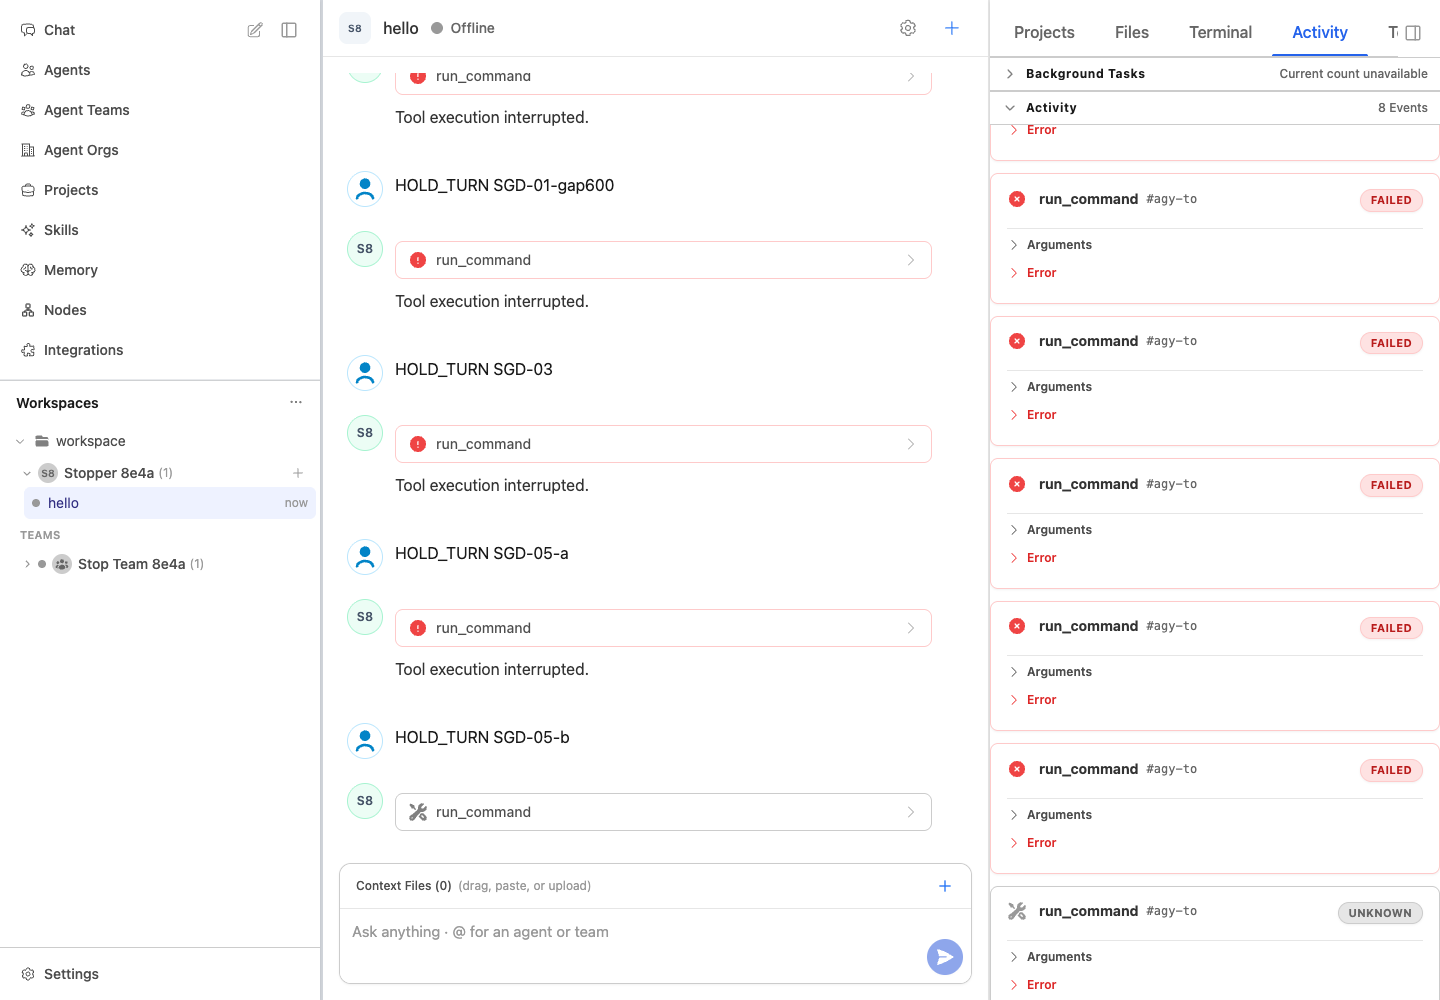 Chat
Agents
Agent Teams
Agent Orgs
Projects
Skills
Memory
Nodes
Integrations
Workspaces
workspace
S8 Stopper 8e4a (1)
hello now
TEAMS
Stop Team 8e4a (1)
Settings
S8 hello Offline
run_command
Tool execution interrupted.
HOLD_TURN SGD-01-gap600
S8
run_command
Tool execution interrupted.
HOLD_TURN SGD-03
S8
run_command
Tool execution interrupted.
HOLD_TURN SGD-05-a
S8
run_command
Tool execution interrupted.
HOLD_TURN SGD-05-b
S8
run_command
Context Files (0) (drag, paste, or upload)
Ask anything · @ for an agent or team
Projects Files Terminal Activity
Background Tasks Current count unavailable
Activity 8 Events
Error
run_command #agy-to FAILED
Arguments
Error
run_command #agy-to FAILED
Arguments
Error
run_command #agy-to FAILED
Arguments
Error
run_command #agy-to FAILED
Arguments
Error
run_command #agy-to FAILED
Arguments
Error
run_command #agy-to UNKNOWN
Arguments
Error